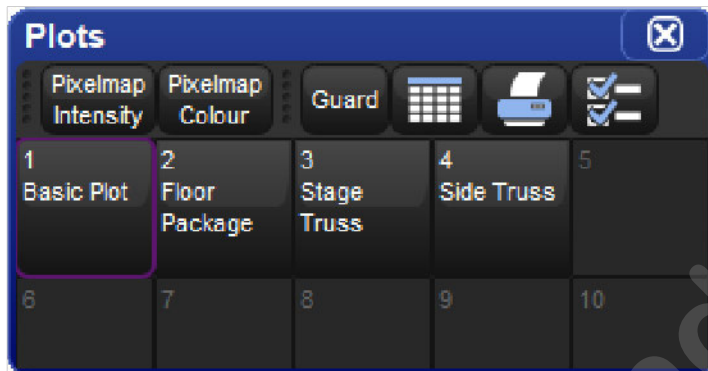 Plots
Pixelmap Intensity
Pixelmap Colour
Guard
1
Basic Plot
2
Floor
Package
3
Stage
Truss
4
Side Truss
5
6
7
8
9
10